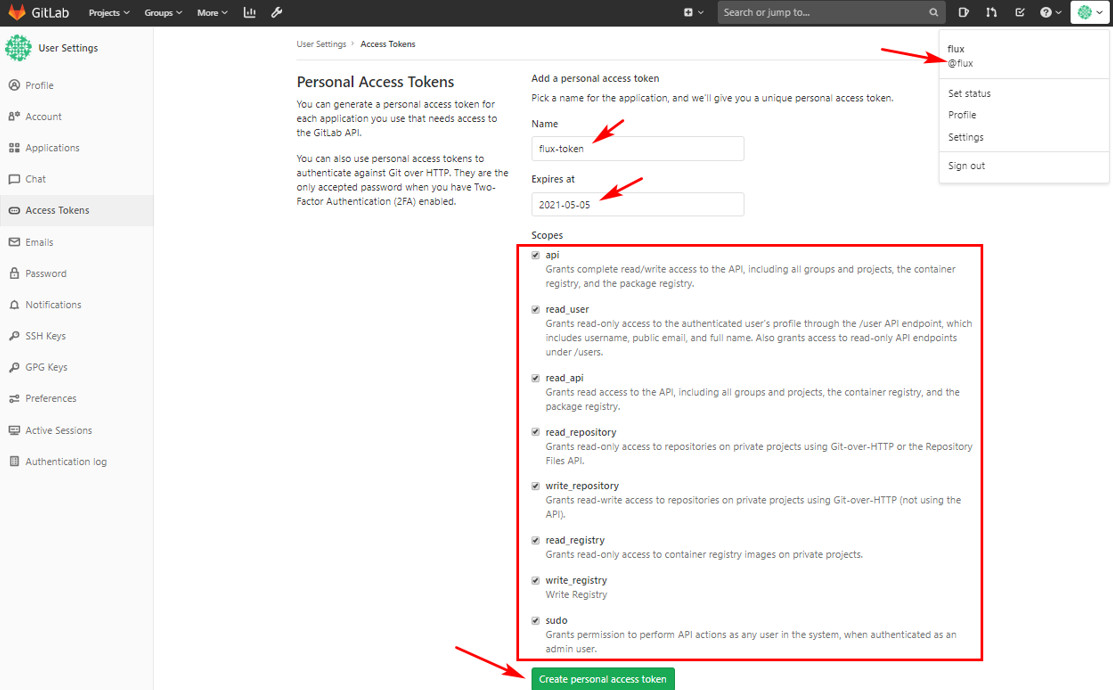 GitLab Projects Groups More Search or jump to...
User Settings
Profile
Account
Applications
Chat
Access Tokens
Emails
Password
Notifications
SSH Keys
GPG Keys
Preferences
Active Sessions
Authentication log
User Settings > Access Tokens
Personal Access Tokens
You can generate a personal access token for
each application you use that needs access to
the GitLab API.
You can also use personal access tokens to
authenticate against Git over HTTP. They are the
only accepted password when you have Two-
Factor Authentication (2FA) enabled.
Add a personal access token
Pick a name for the application, and we'll give you a unique personal access token.
Name
flux-token
Expires at
2021-05-05
Scopes
api
Grants complete read/write access to the API, including all groups and projects, the container
registry, and the package registry.
read_user
Grants read-only access to the authenticated user's profile through the /user API endpoint, which
includes username, public email, and full name. Also grants access to read-only API endpoints
under /users.
read_api
Grants read access to the API, including all groups and projects, the container registry, and the
package registry.
read_repository
Grants read-only access to repositories on private projects using Git-over-HTTP or the Repository
Files API.
write_repository
Grants read-write access to repositories on private projects using Git-over-HTTP (not using the
API).
read_registry
Grants read-only access to container registry images on private projects.
write_registry
Write Registry
sudo
Grants permission to perform API actions as any user in the system, when authenticated as an
admin user.
Create personal access token
flux
@flux
Set status
Profile
Settings
Sign out